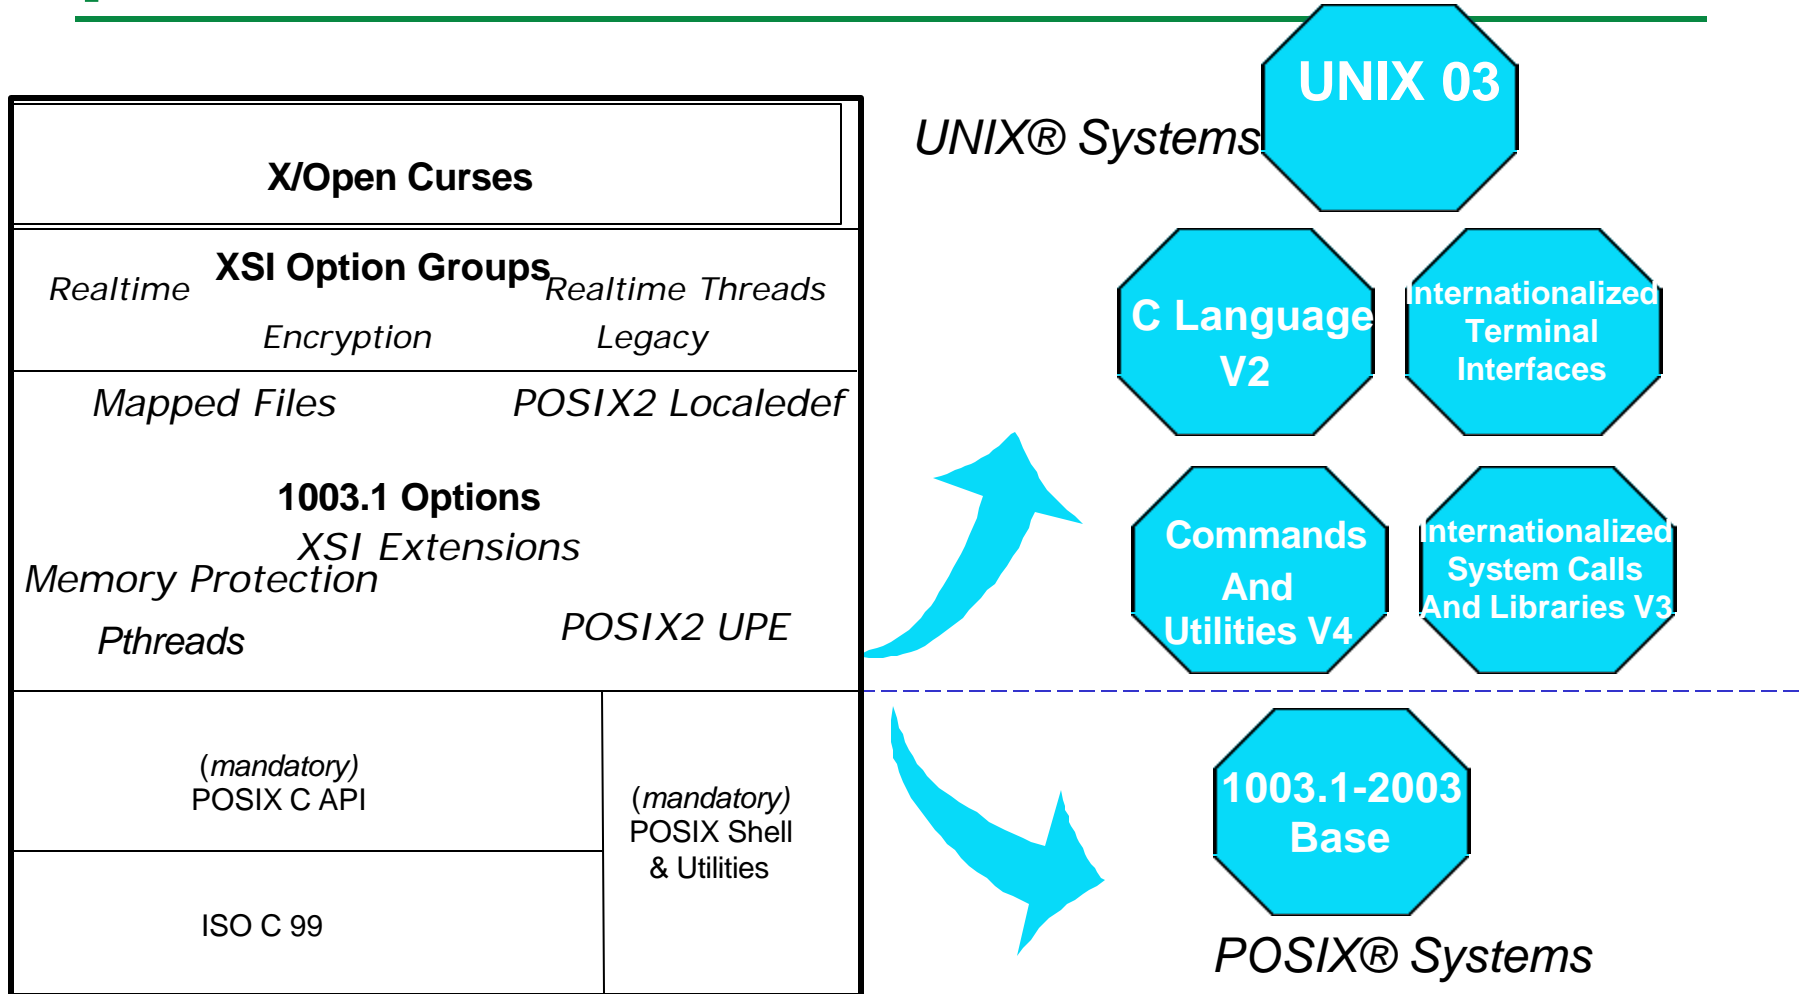 X/Open Curses
XSI Option Groups
Realtime
Realtime Threads
Encryption
Legacy
Mapped Files
POSIX2 Localedef
1003.1 Options
XSI Extensions
Memory Protection
Pthreads
POSIX2 UPE
(mandatory)
POSIX C API
(mandatory)
POSIX Shell
& Utilities
ISO C 99
UNIX® Systems
UNIX 03
C Language
V2
Internationalized
Terminal
Interfaces
Commands
And
Utilities V4
Internationalized
System Calls
And Libraries V3
1003.1-2003
Base
POSIX® Systems